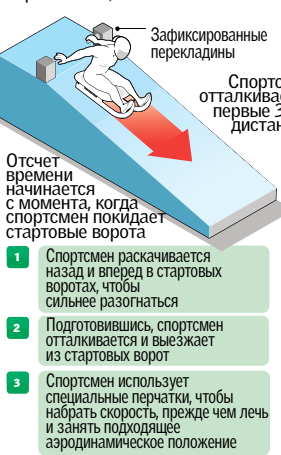 Зафиксированные
перекладины
отталкива
первые
Отсчет
времени
начинается
с момента, когда
спортсмен покидает
стартовые ворота
1
Спортсмен раскачивается
назад и вперед в стартовых
воротах, чтобы
сильнее разогнаться
2
Подготовившись, спортсмен
отталкивается и выезжает
из стартовых ворот
3
Спортсмен использует
специальные перчатки, чтобы
набрать скорость, прежде чем лечь
и занять подходящее
аэродинамическое положение